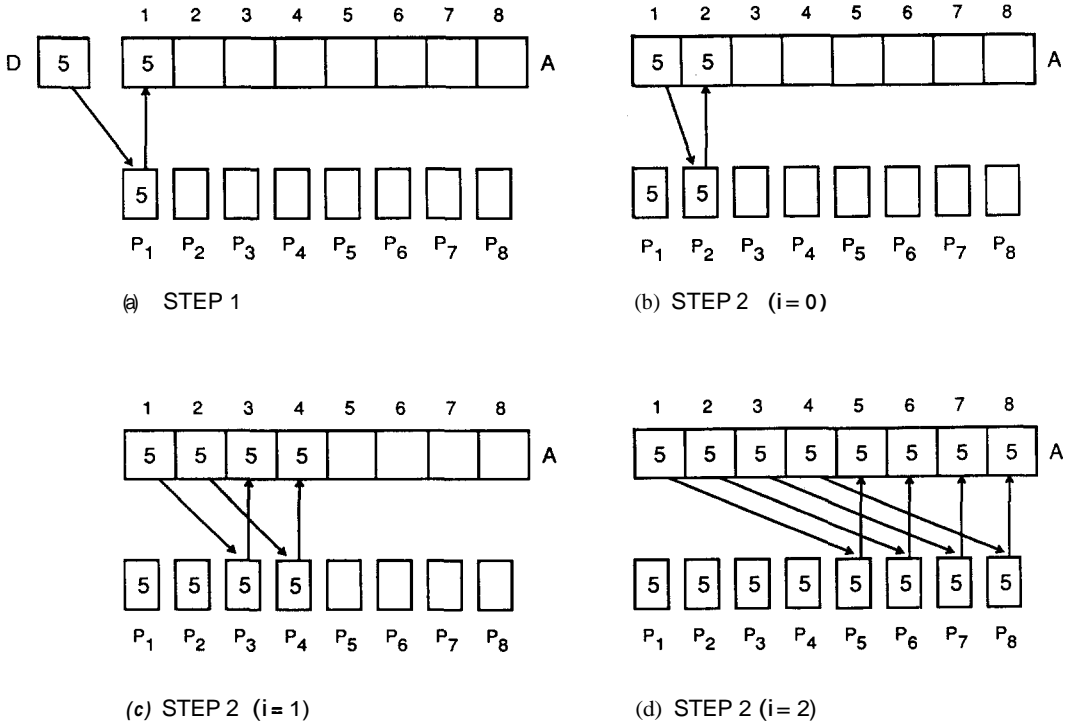 1 2 3 4 5 6 7 8
D 5 5 A
5
P1 P2 P3 P4 P5 P6 P7 P8
(a) STEP 1
1 2 3 4 5 6 7 8
5 5 A
5 5
P1 P2 P3 P4 P5 P6 P7 P8
(b) STEP 2 (i = 0)
1 2 3 4 5 6 7 8
5 5 5 5 A
5 5 5 5
P1 P2 P3 P4 P5 P6 P7 P8
(c) STEP 2 (i = 1)
1 2 3 4 5 6 7 8
5 5 5 5 5 5 5 5 A
5 5 5 5 5 5 5 5
P1 P2 P3 P4 P5 P6 P7 P8
(d) STEP 2 (i = 2)